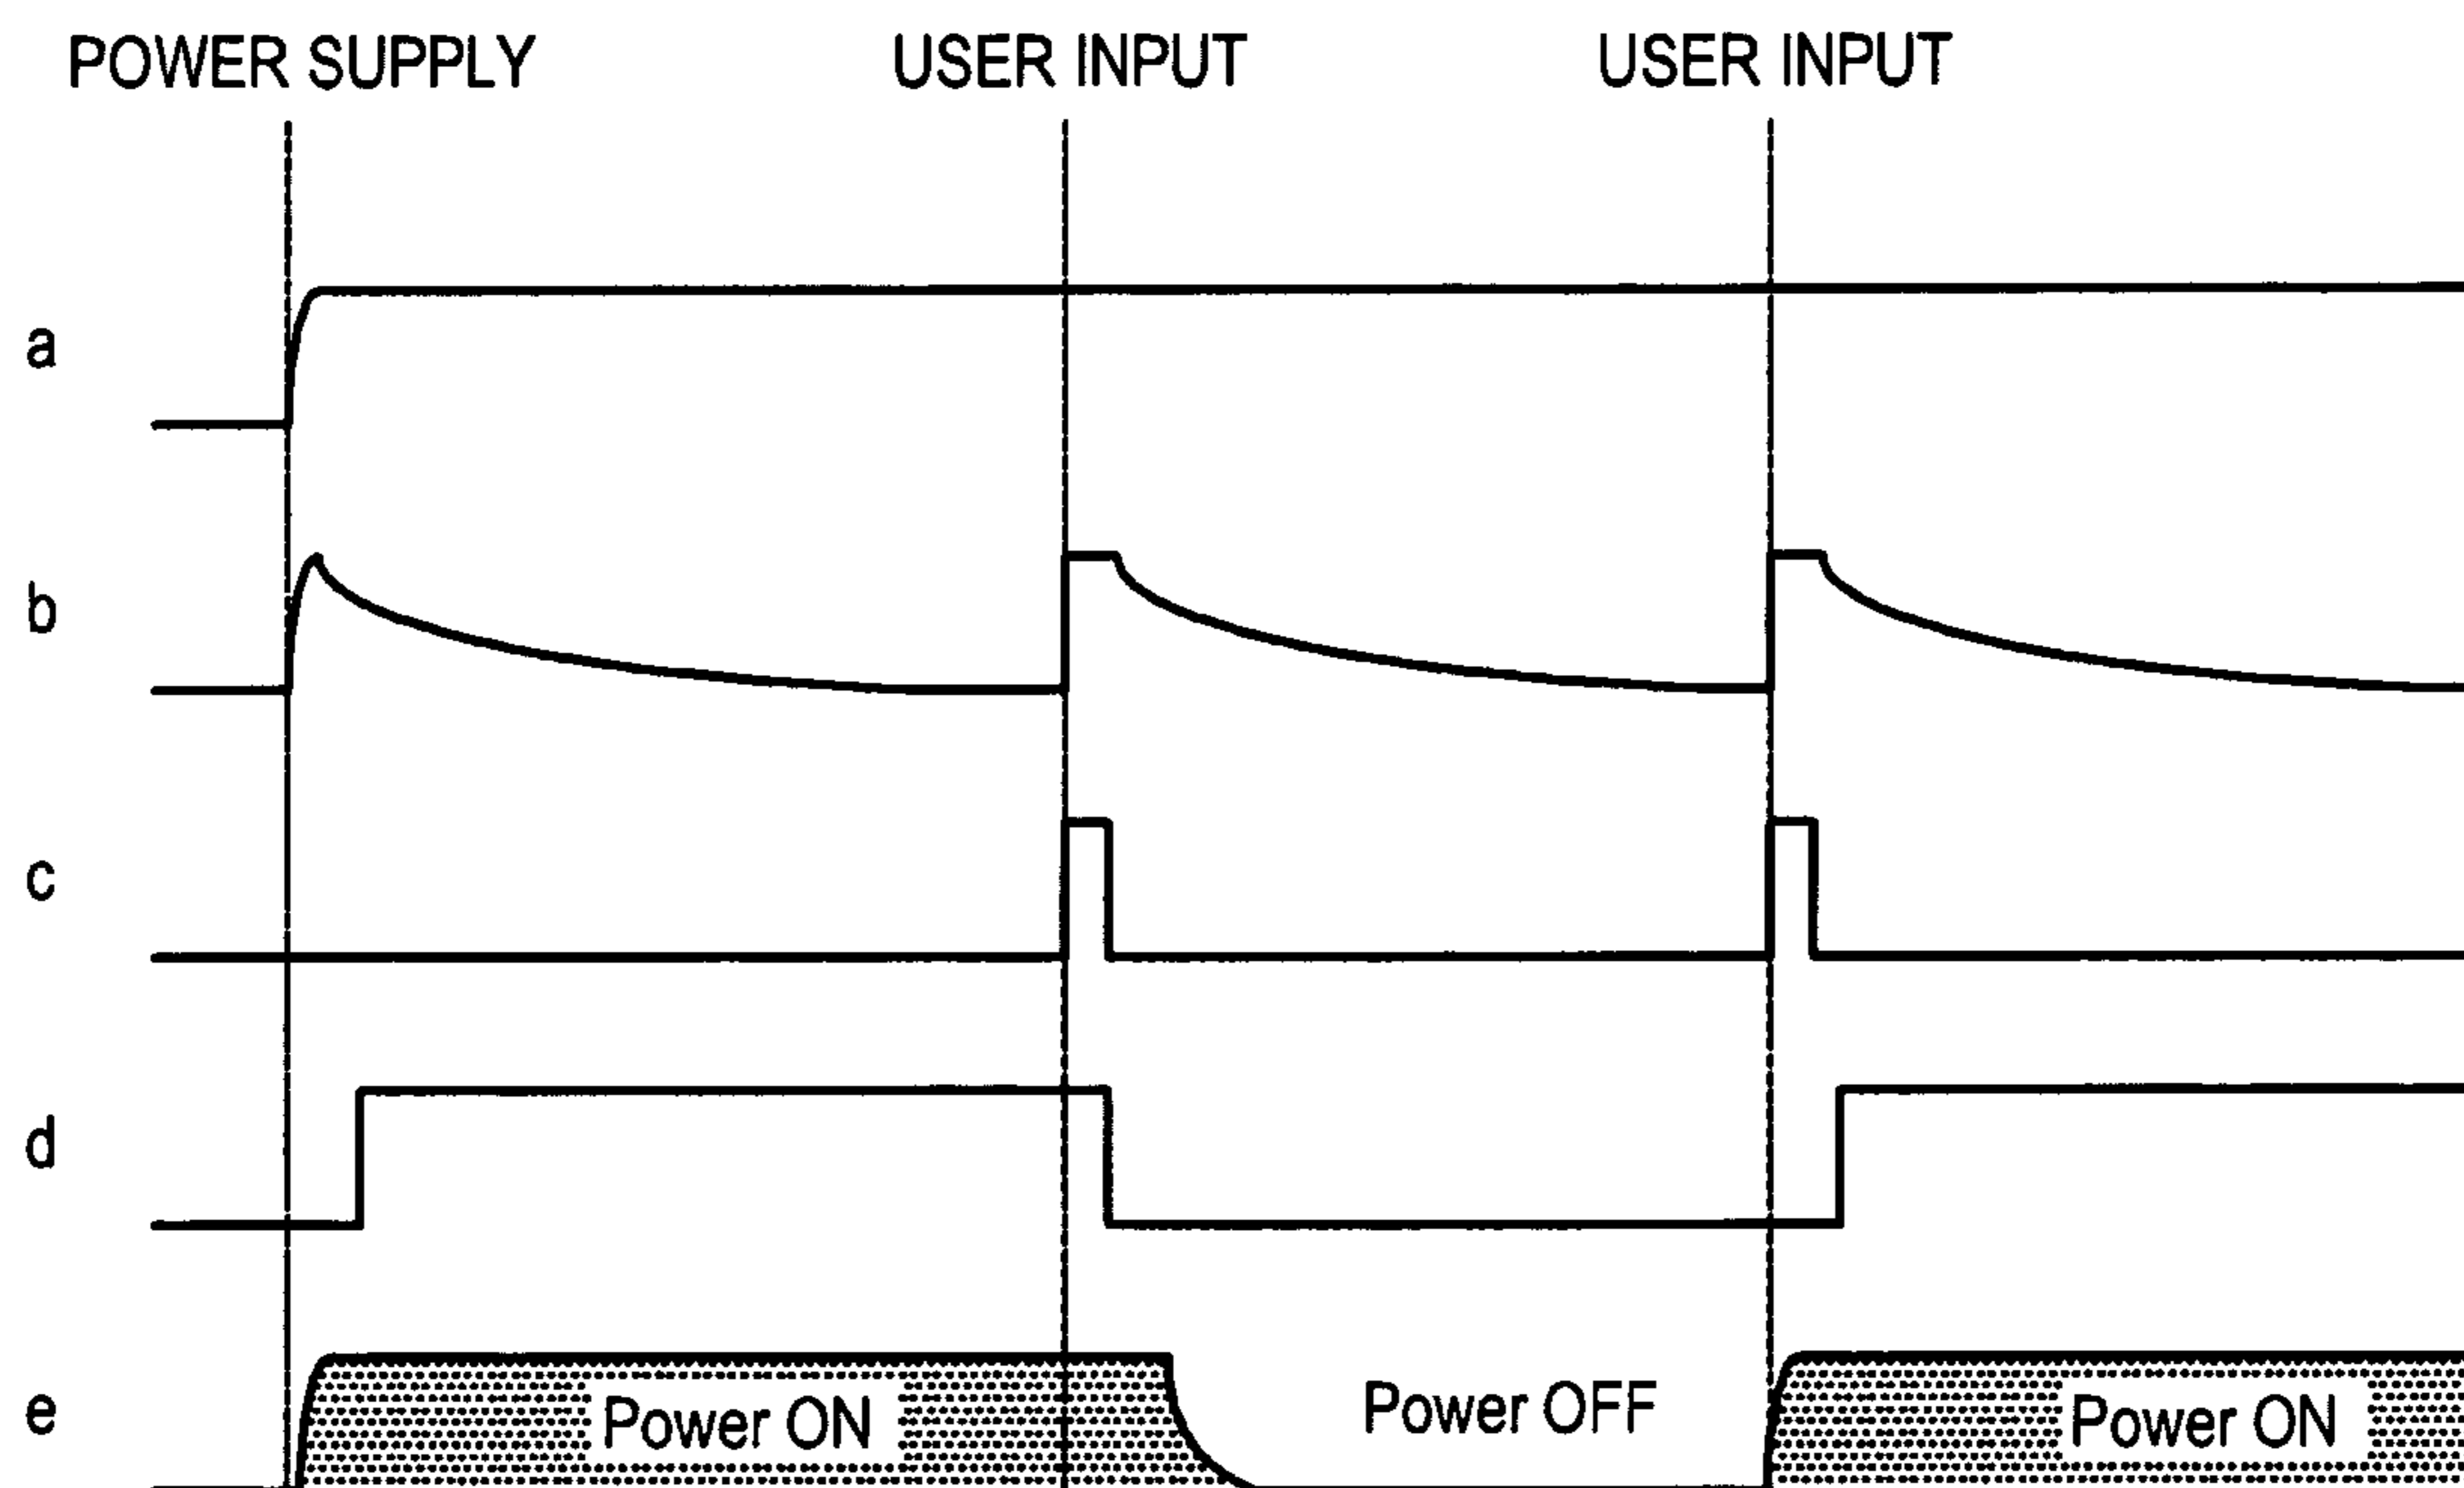 POWER SUPPLY USER INPUT USER INPUT
a
b
c
d
e Power ON Power OFF Power ON